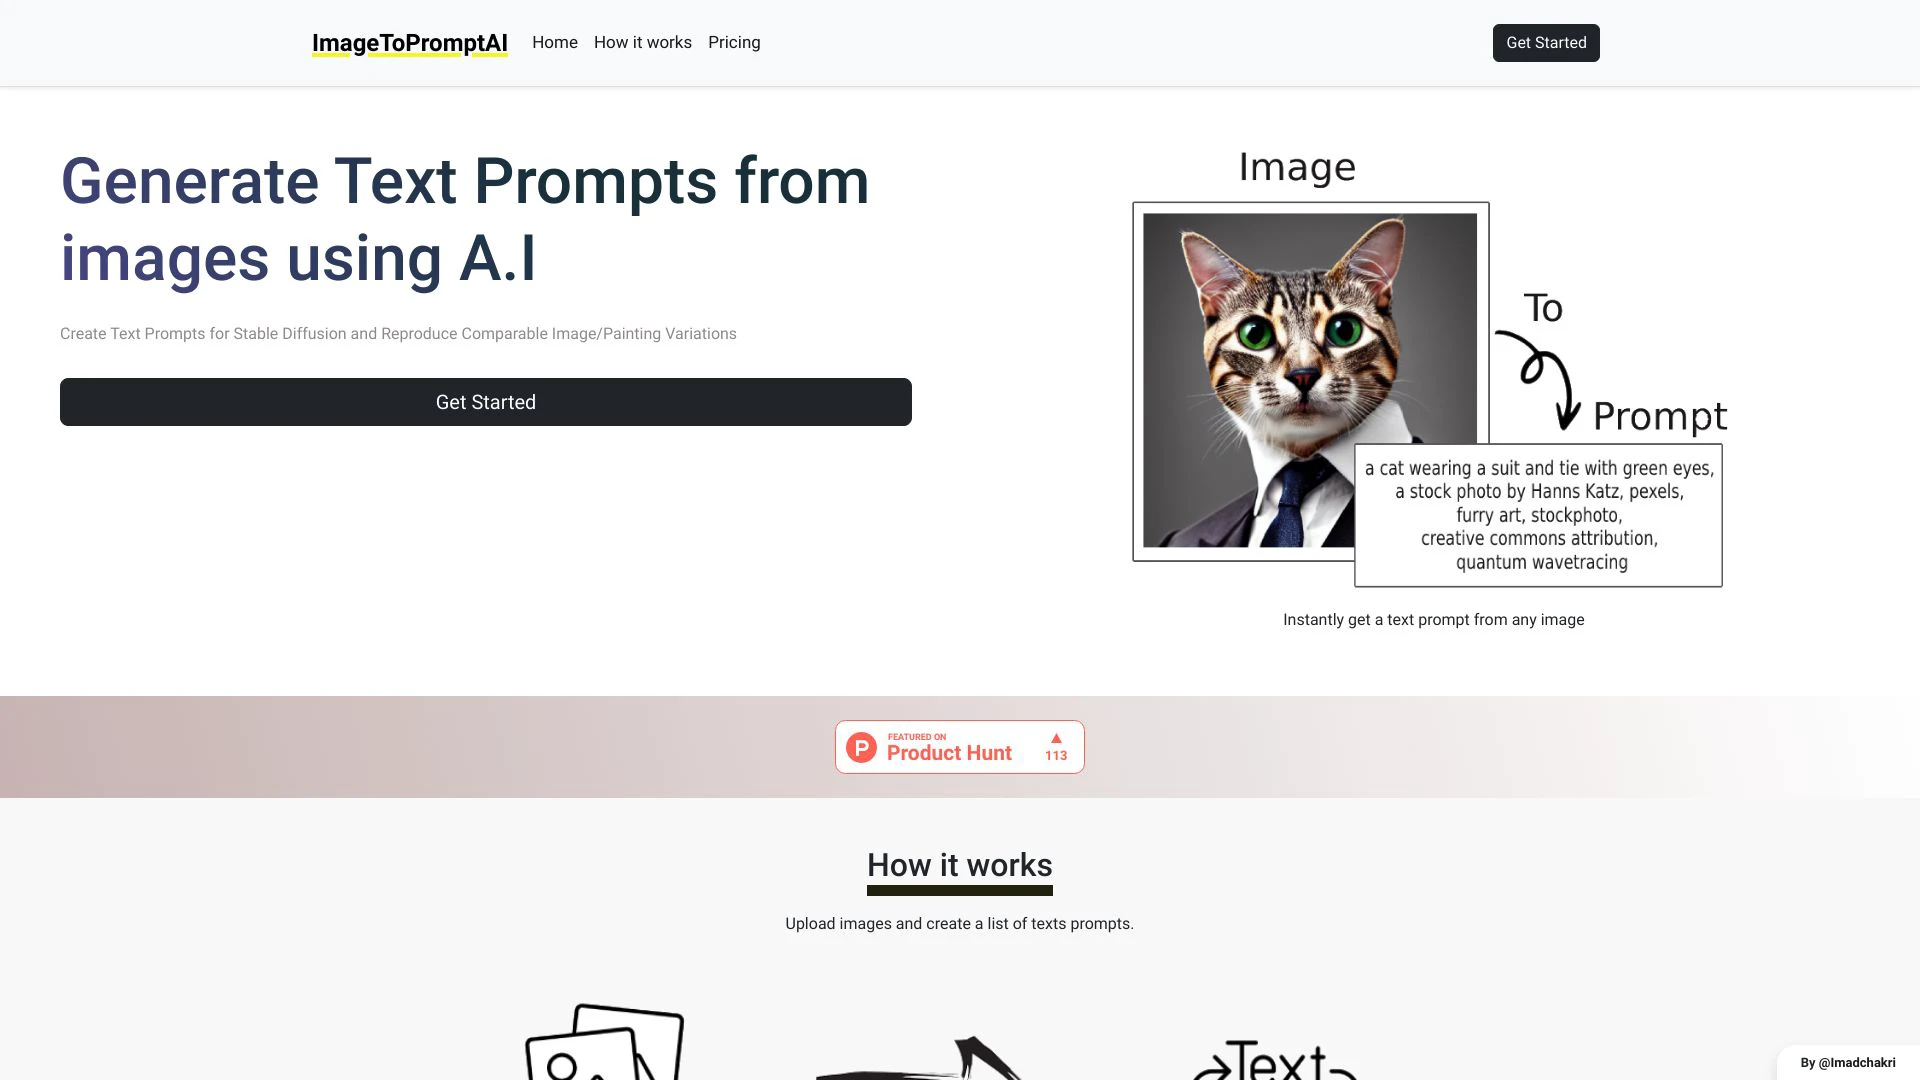 ImageToPromptAI
Home
How it works
Pricing
Get Started
Generate Text Prompts from
images using A.I
Create Text Prompts for Stable Diffusion and Reproduce Comparable Image/Painting Variations
Get Started
Image
To
Prompt
a cat wearing a suit and tie with green eyes,
a stock photo by Hanns Katz, pexels,
furry art, stockphoto,
creative commons attribution,
quantum wavetracing
Instantly get a text prompt from any image
P
FEATURED ON
Product Hunt
▲
113
How it works
Upload images and create a list of texts prompts.
Text
By @Imadchakri